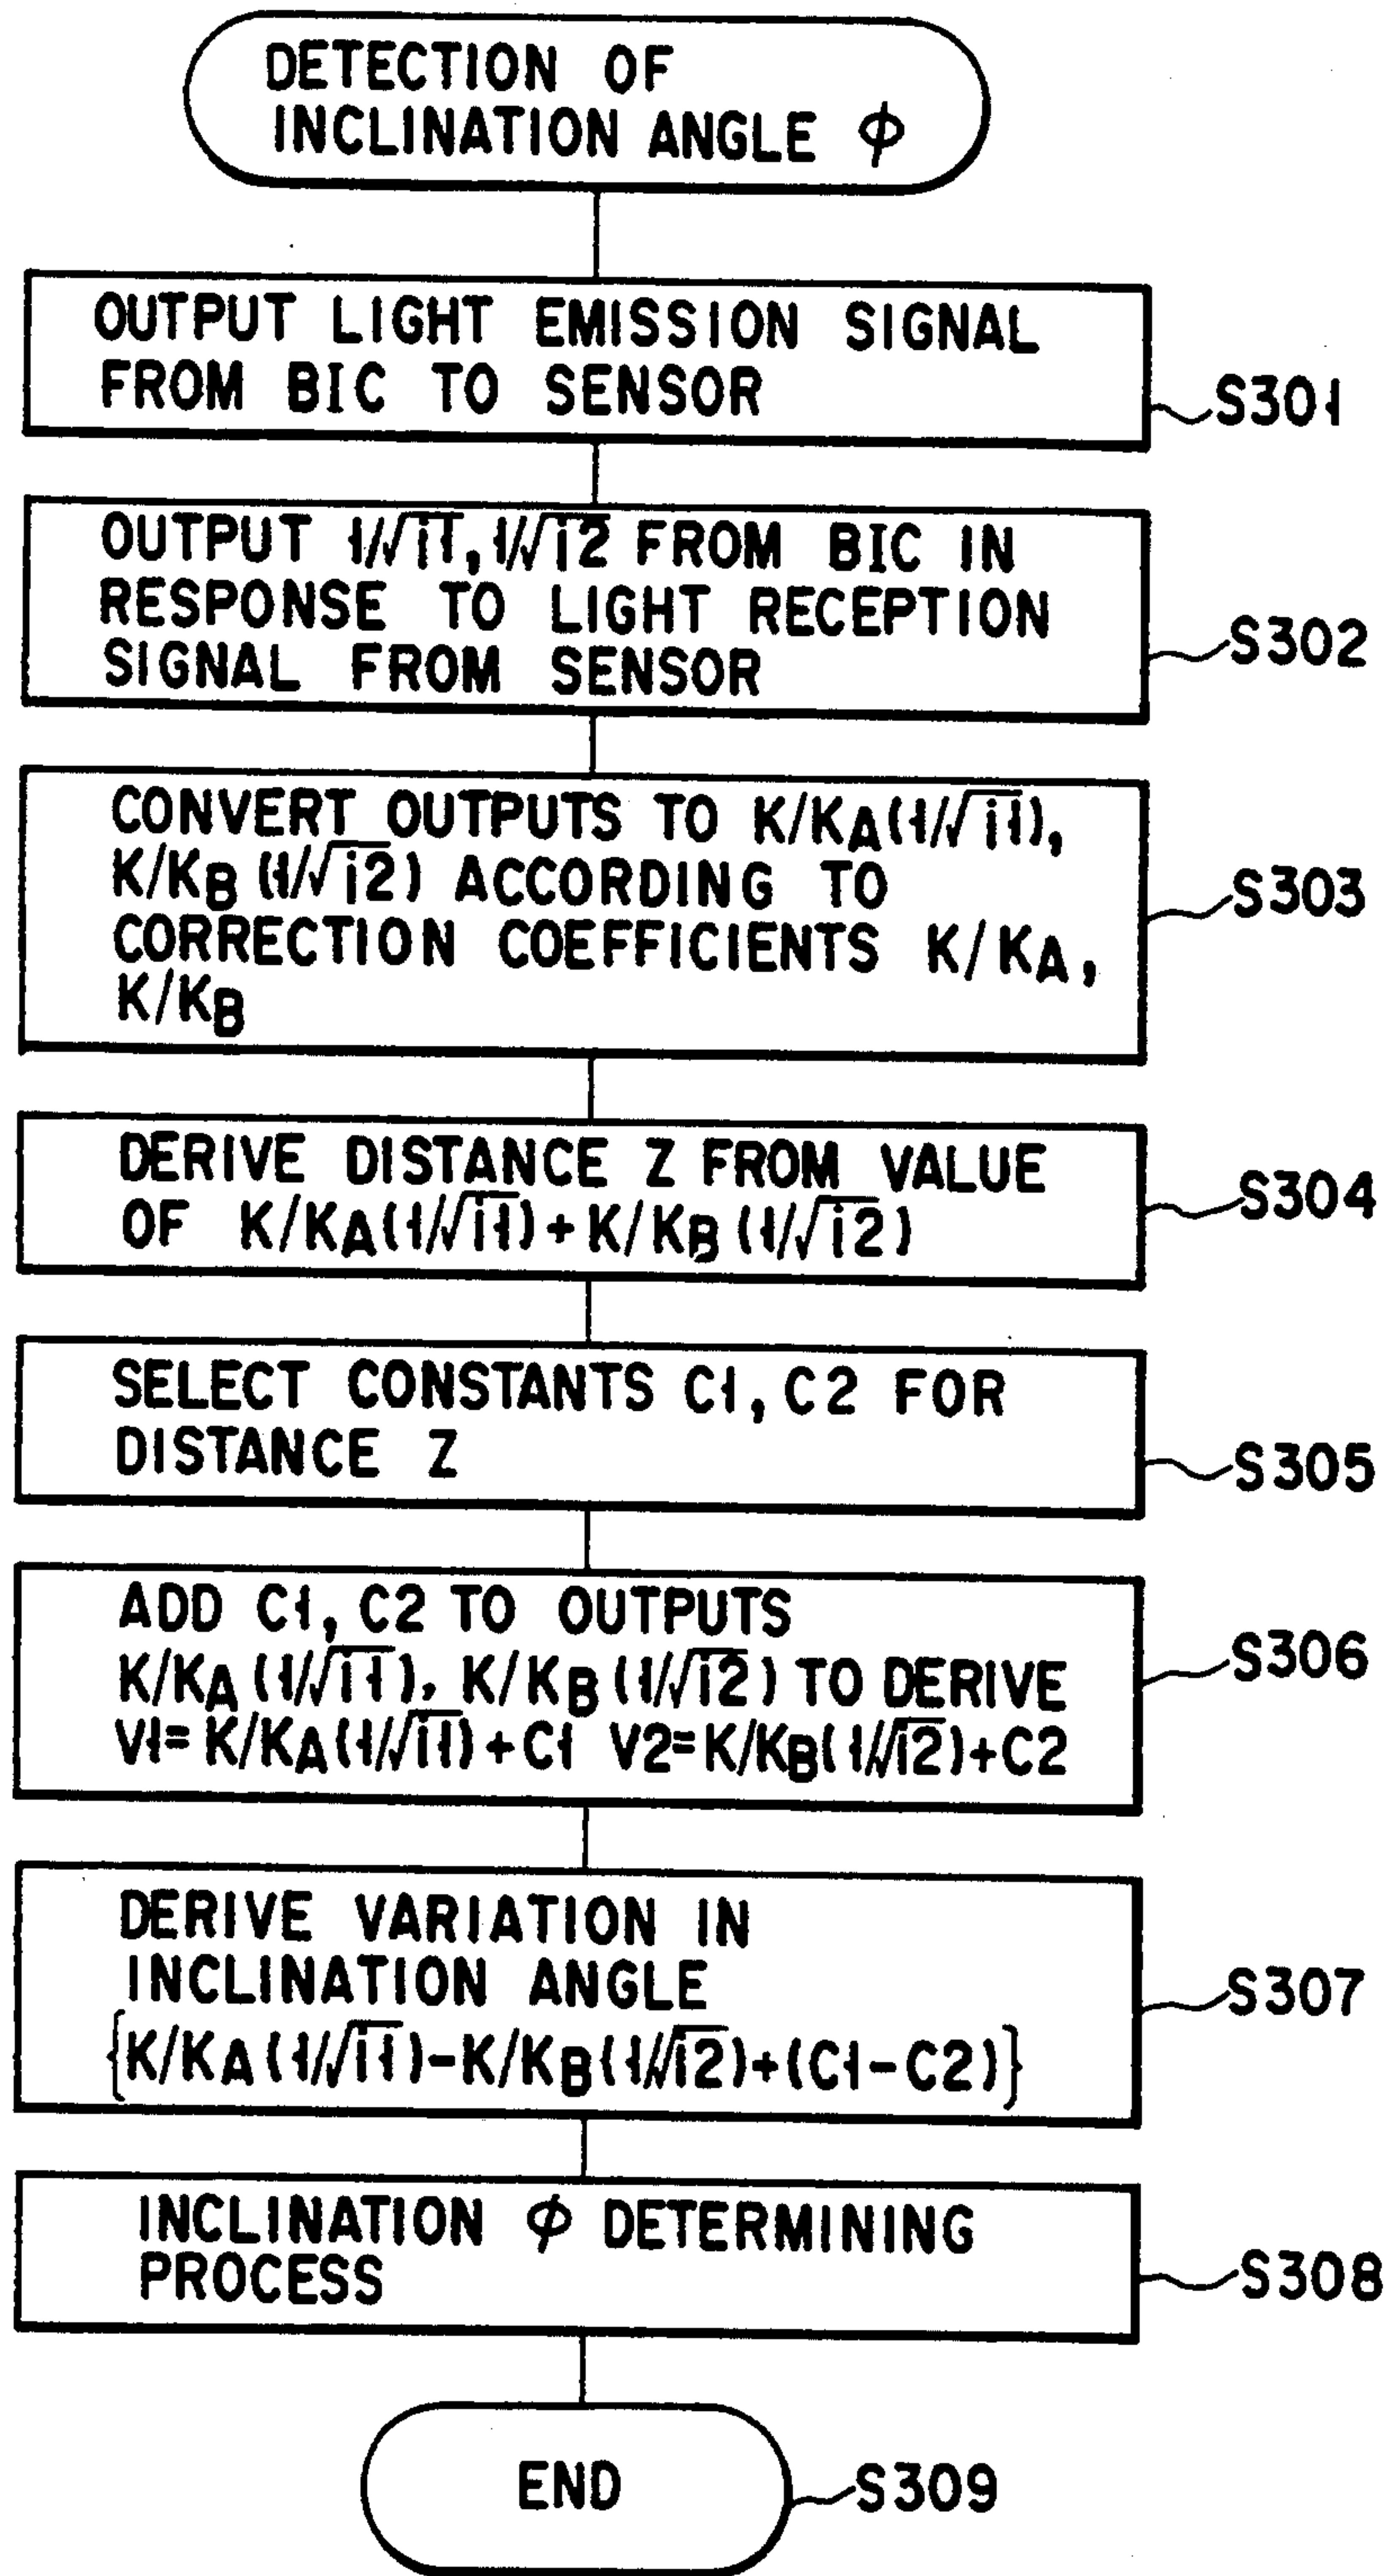 DETECTION OF
INCLINATION ANGLE φ
OUTPUT LIGHT EMISSION SIGNAL
FROM BIC TO SENSOR
S301
OUTPUT 1/√i1, 1/√i2 FROM BIC IN
RESPONSE TO LIGHT RECEPTION
SIGNAL FROM SENSOR
S302
CONVERT OUTPUTS TO K/KA(1/√i1),
K/KB (1/√i2) ACCORDING TO
CORRECTION COEFFICIENTS K/KA,
K/KB
S303
DERIVE DISTANCE Z FROM VALUE
OF K/KA(1/√i1)+K/KB(1/√i2)
S304
SELECT CONSTANTS C1, C2 FOR
DISTANCE Z
S305
ADD C1, C2 TO OUTPUTS
K/KA (1/√i1), K/KB (1/√i2) TO DERIVE
V1=K/KA(1/√i1)+C1 V2=K/KB(1/√i2)+C2
S306
DERIVE VARIATION IN
INCLINATION ANGLE
{K/KA(1/√i1)-K/KB(1/√i2)+(C1-C2)}
S307
INCLINATION φ DETERMINING
PROCESS
S308
END
S309